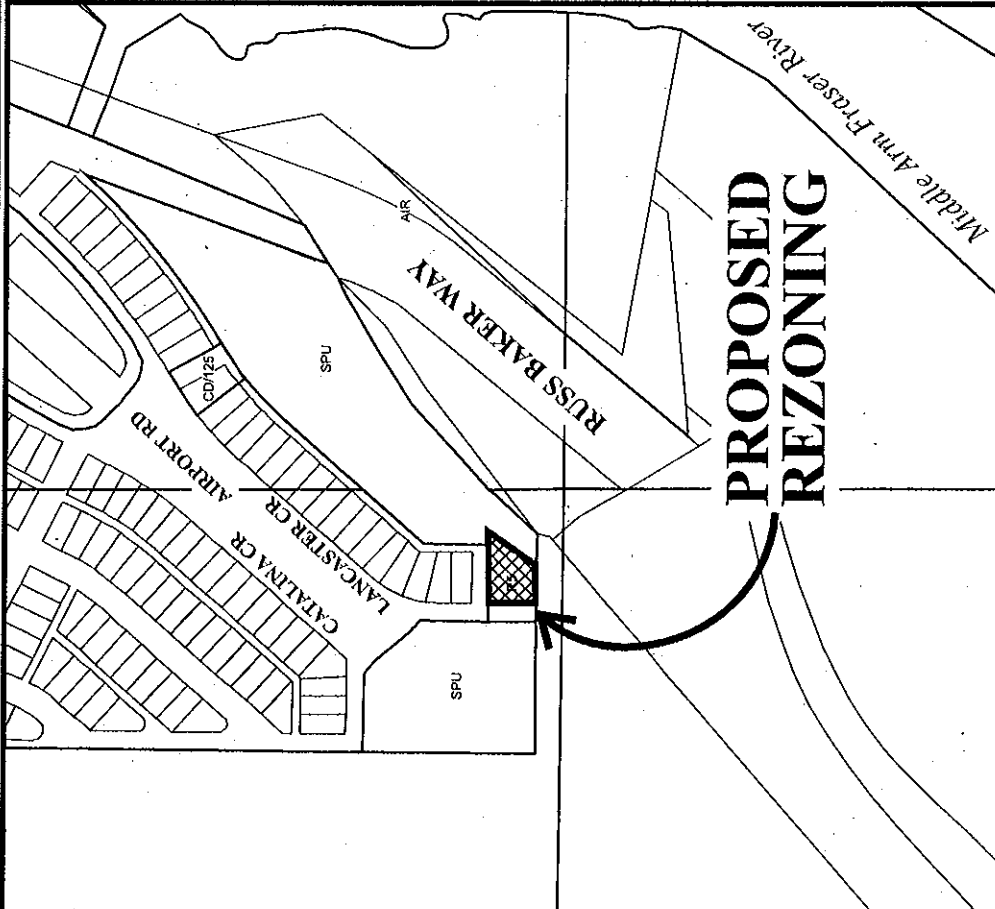 Middle Arm Fraser River
AIR
RUSS BAKER WAY
SPU
CD/125
AIRPORT RD
LANCASTER CR
CATALINA CR
SPU
PROPOSED
REZONING